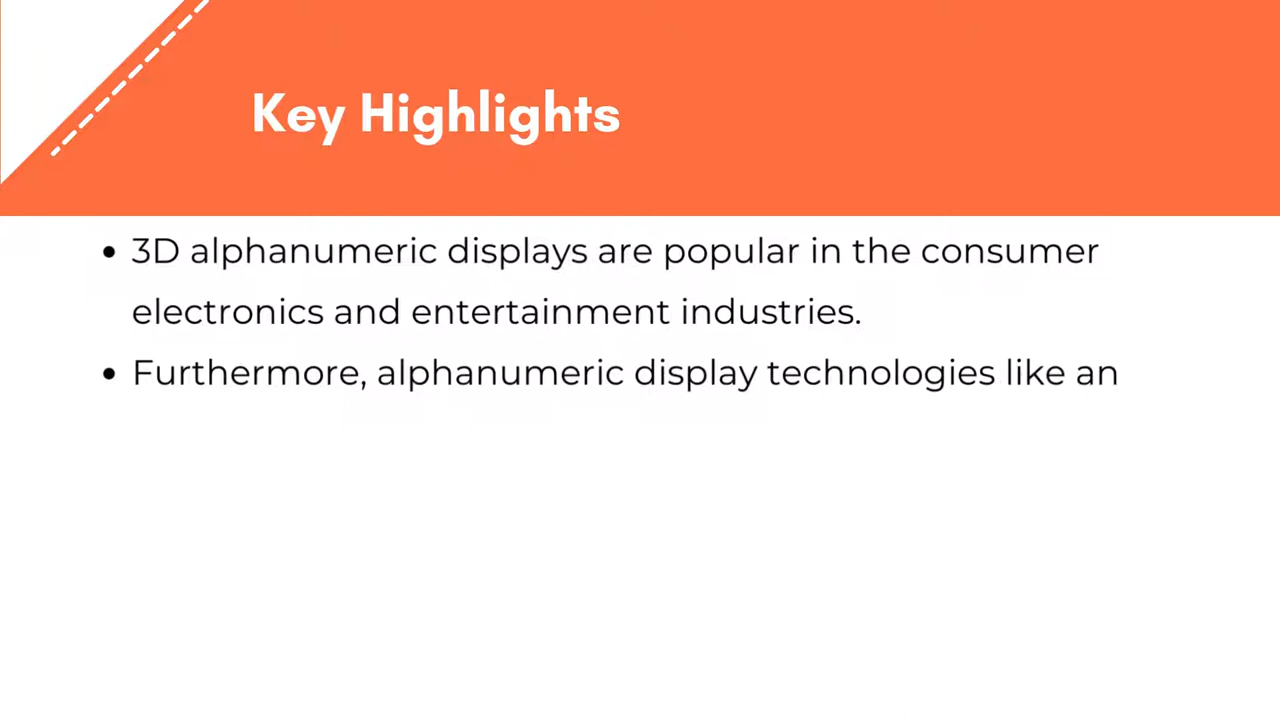 Key Highlights
• 3D alphanumeric displays are popular in the consumer
electronics and entertainment industries.
• Furthermore, alphanumeric display technologies like an